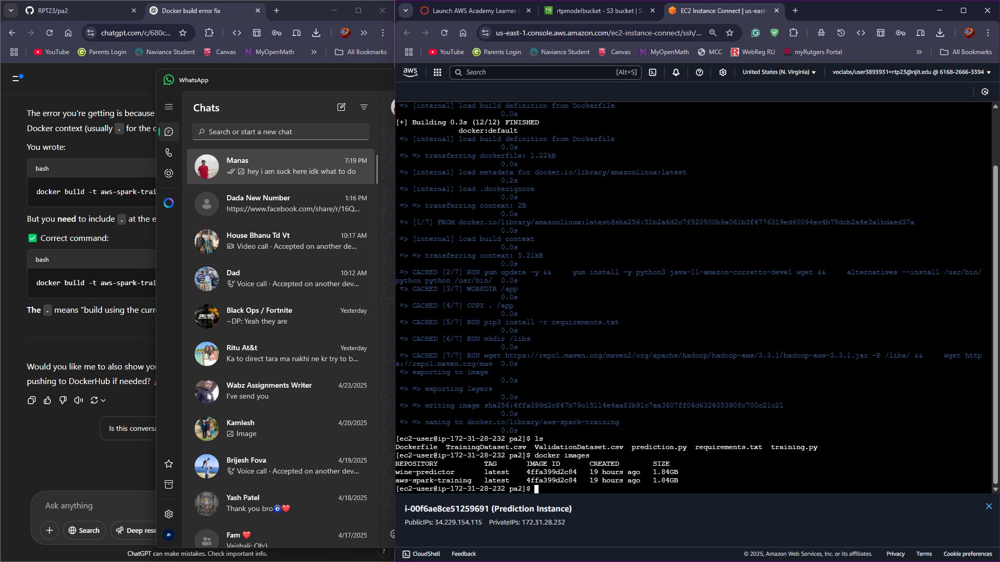 RPT23/pa2
Docker build error fix
Launch AWS Academy Learner L
rtpmodelbucket - S3 bucket | S3
EC2 Instance Connect | us-east-
chatgpt.com/c/680c...
us-east-1.console.aws.amazon.com/ec2-instance-connect/ssh/...
YouTube
Parents Login
Naviance Student
Canvas
MyOpenMath
All Bookmarks
YouTube
Parents Login
Naviance Student
Canvas
MyOpenMath
MCC
WebReg RU
myRutgers Portal
All Bookmarks
The error you're getting is because
Docker context (usually . for the c
You wrote:
bash
docker build -t aws-spark-trai
But you need to include . at the e
Correct command:
bash
docker build -t aws-spark-trai
The . means "build using the curr
Would you like me to also show you
pushing to DockerHub if needed?
Is this conversa
Ask anything
Search
Deep rese
ChatGPT can make mistakes. Check important info.
?
WhatsApp
Chats
Search or start a new chat
Manas 7:19 PM
hey i am suck here idk what to do
Dada New Number 1:16 PM
https://www.facebook.com/share/r/16Q...
House Bhanu Td Vt 10:17 AM
Video call · Accepted on another de...
Dad 10:12 AM
Voice call · Accepted on another dev...
Black Ops / Fortnite Yesterday
~DP: Yeah they are
Ritu At&t Yesterday
Ka to direct tara ma nakhi ne kr try to b...
Wabz Assignments Writer 4/23/2025
I've send you
Kamlesh 4/20/2025
Image
Brijesh Fova 4/19/2025
Voice call · Accepted on another dev...
Yash Patel 4/18/2025
Thank you bro🧿❤️
Fam ❤️ 4/17/2025
Vaishali: Oh:)
aws
Search [Alt+S]
United States (N. Virginia)
voclabs/user3893931=rtp23@njit.edu @ 6168-2666-3394
=> [internal] load build definition from Dockerfile
0.0s
[+] Building 0.3s (12/12) FINISHED
docker:default
=> [internal] load build definition from Dockerfile
0.0s
=> => transferring dockerfile: 1.22kB
0.0s
=> [internal] load metadata for docker.io/library/amazonlinux:latest
0.2s
=> [internal] load .dockerignore
0.0s
=> => transferring context: 2B
0.0s
=> [1/7] FROM docker.io/library/amazonlinux:latest@sha256:51b2a6d2c7f920500b9a061b3f4776319ed40094ec4b75dcb2a4e3a1bdaed37a
0.0s
=> [internal] load build context
0.0s
=> => transferring context: 5.21kB
0.0s
=> CACHED [2/7] RUN yum update -y &&     yum install -y python3 java-11-amazon-corretto-devel wget &&     alternatives --install /usr/bin/
python python /usr/bin/  0.0s
=> CACHED [3/7] WORKDIR /app
0.0s
=> CACHED [4/7] COPY . /app
0.0s
=> CACHED [5/7] RUN pip3 install -r requirements.txt
0.0s
=> CACHED [6/7] RUN mkdir /libs
0.0s
=> CACHED [7/7] RUN wget https://repo1.maven.org/maven2/org/apache/hadoop/hadoop-aws/3.3.1/hadoop-aws-3.3.1.jar -P /libs/ &&     wget http
s://repo1.maven.org/mav  0.0s
=> exporting to image
0.0s
=> => exporting layers
0.0s
=> => writing image sha256:4ffa399d2c847b79c15114e4aa83b91c7ea3607ff04d632405390fc700c21c21
0.0s
=> => naming to docker.io/library/aws-spark-training
0.0s
[ec2-user@ip-172-31-28-232 pa2]$ ls
Dockerfile  TrainingDataset.csv  ValidationDataset.csv  prediction.py  requirements.txt  training.py
[ec2-user@ip-172-31-28-232 pa2]$ docker images
REPOSITORY TAG IMAGE ID CREATED SIZE
wine-predictor latest 4ffa399d2c84 19 hours ago 1.84GB
aws-spark-training latest 4ffa399d2c84 19 hours ago 1.84GB
[ec2-user@ip-172-31-28-232 pa2]$
i-00f6ae8ce51259691 (Prediction Instance)
PublicIPs: 34.229.154.115 PrivateIPs: 172.31.28.232
CloudShell
Feedback
© 2025, Amazon Web Services, Inc. or its affiliates.
Privacy
Terms
Cookie preferences